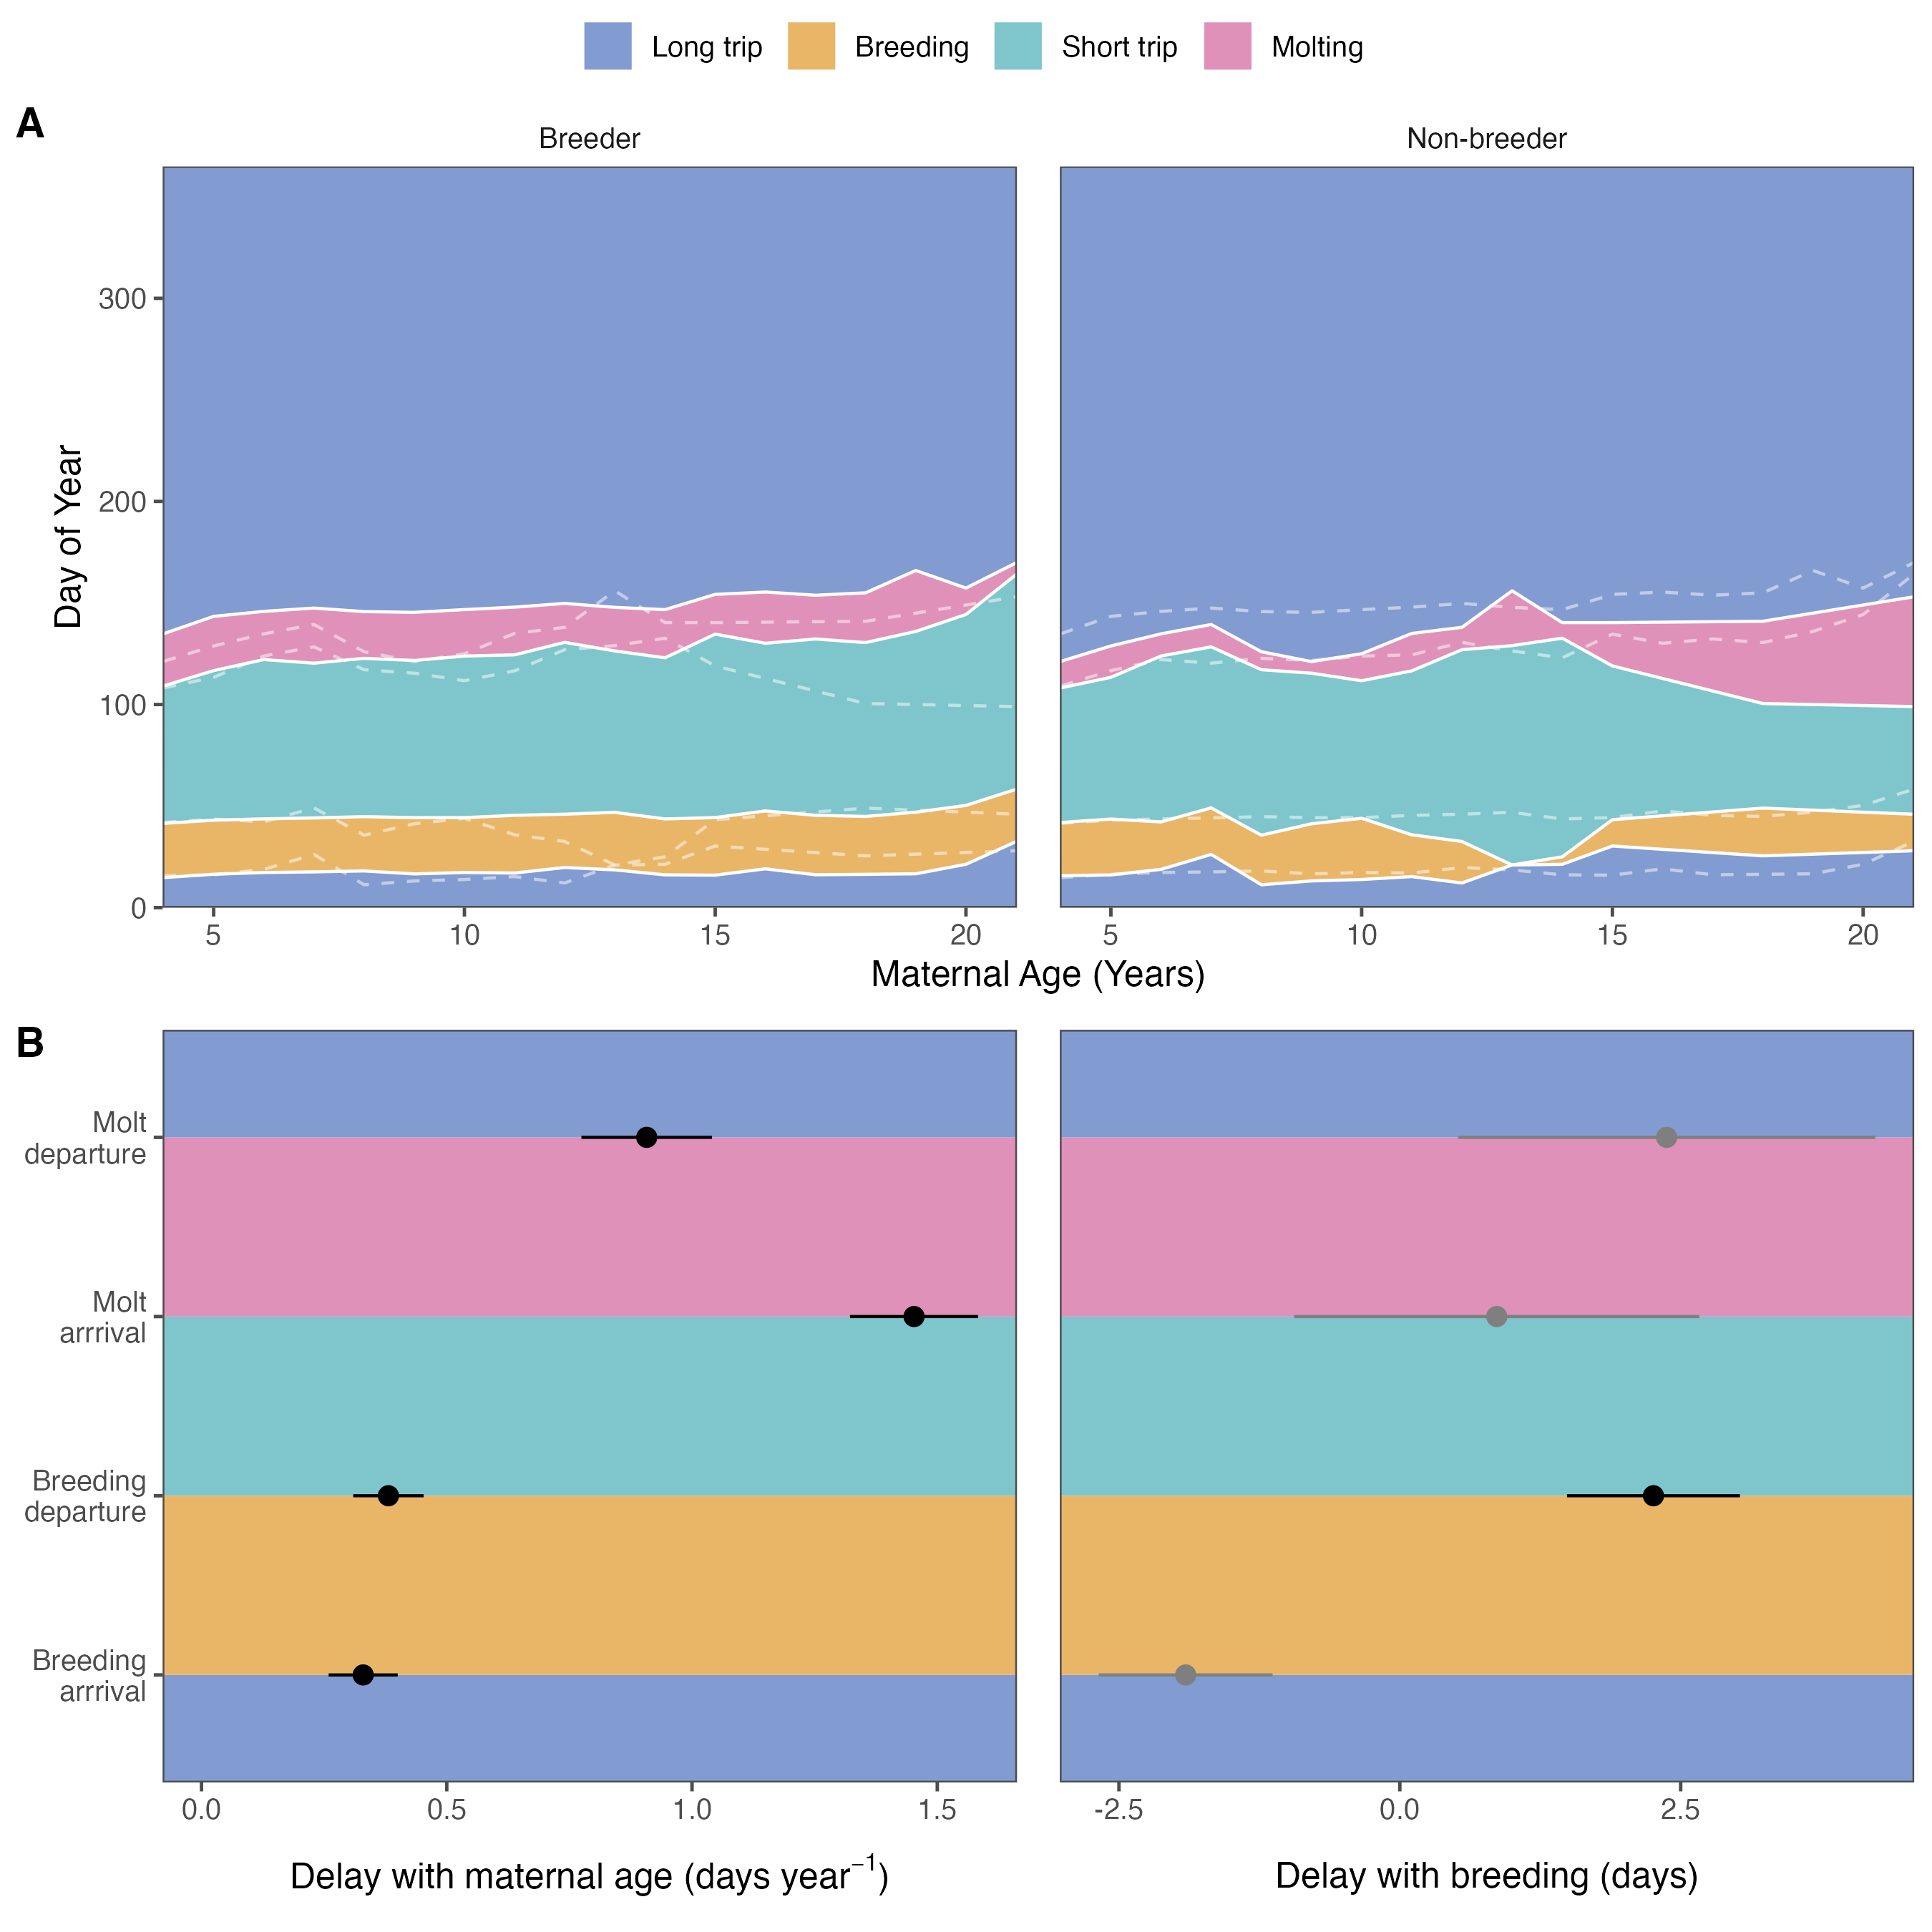 Long trip Breeding Short trip Molting
A
Breeder Non-breeder
Day of Year
300
200
100
0
5 10 15 20 5 10 15 20
Maternal Age (Years)
B
Molt
departure
Molt
arrrival
Breeding
departure
Breeding
arrrival
0.0 0.5 1.0 1.5 -2.5 0.0 2.5
Delay with maternal age (days year⁻¹) Delay with breeding (days)